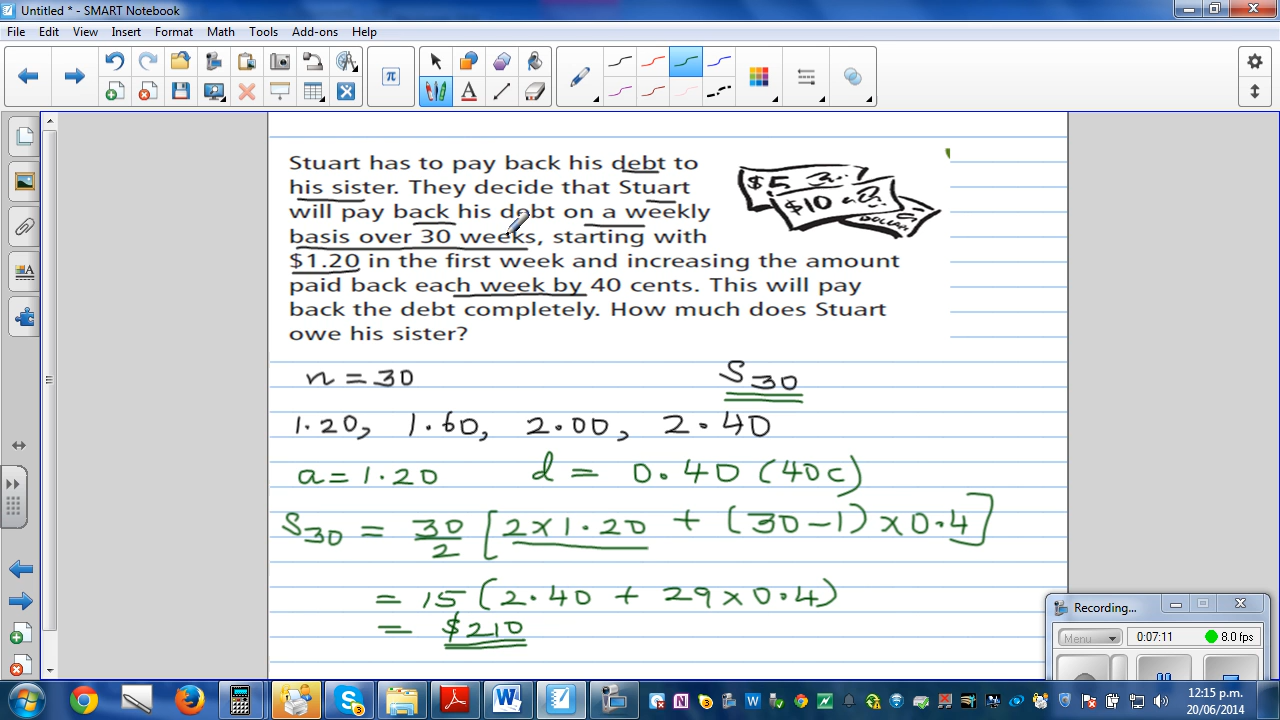 Untitled * - SMART Notebook
File Edit View Insert Format Math Tools Add-ons Help
Stuart has to pay back his debt to
his sister. They decide that Stuart
will pay back his debt on a weekly
basis over 30 weeks, starting with
$1.20 in the first week and increasing the amount
paid back each week by 40 cents. This will pay
back the debt completely. How much does Stuart
owe his sister?
$5
$10
n = 30 S30
1.20, 1.60, 2.00, 2.40
a = 1.20 d = 0.40 (40c)
S30 = 30/2 [2 x 1.20 + (30-1) x 0.4]
= 15 (2.40 + 29 x 0.4)
= $210
Recording...
Menu 0:07:11 8.0 fps
12:15 p.m.
20/06/2014